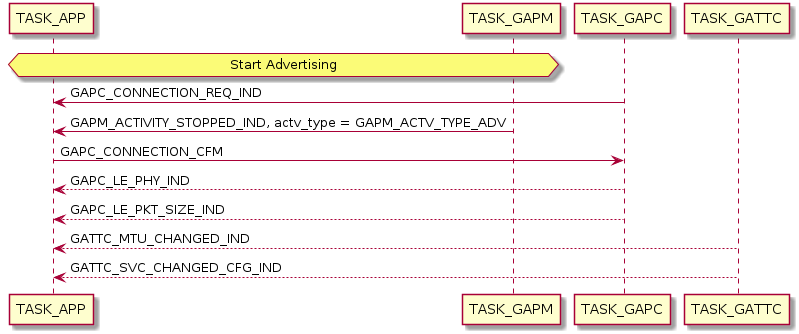 TASK_APP TASK_GAPM TASK_GAPC TASK_GATTC
Start Advertising
GAPC_CONNECTION_REQ_IND
GAPM_ACTIVITY_STOPPED_IND, actv_type = GAPM_ACTV_TYPE_ADV
GAPC_CONNECTION_CFM
GAPC_LE_PHY_IND
GAPC_LE_PKT_SIZE_IND
GATTC_MTU_CHANGED_IND
GATTC_SVC_CHANGED_CFG_IND
TASK_APP TASK_GAPM TASK_GAPC TASK_GATTC